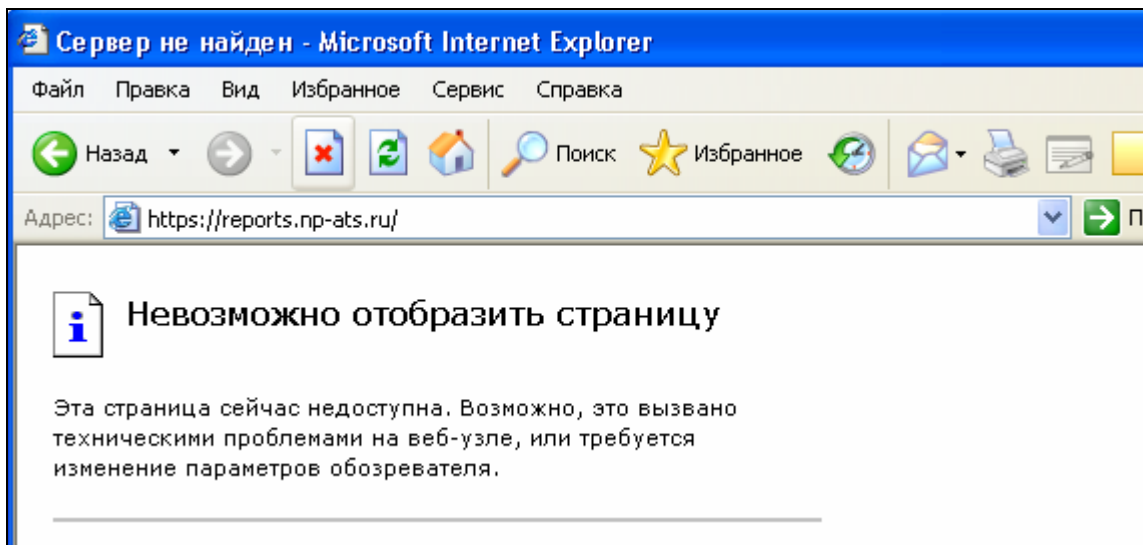 Сервер не найден - Microsoft Internet Explorer
Файл Правка Вид Избранное Сервис Справка
Назад Поиск Избранное
Адрес: https://reports.np-ats.ru/
Невозможно отобразить страницу
Эта страница сейчас недоступна. Возможно, это вызвано
техническими проблемами на веб-узле, или требуется
изменение параметров обозревателя.